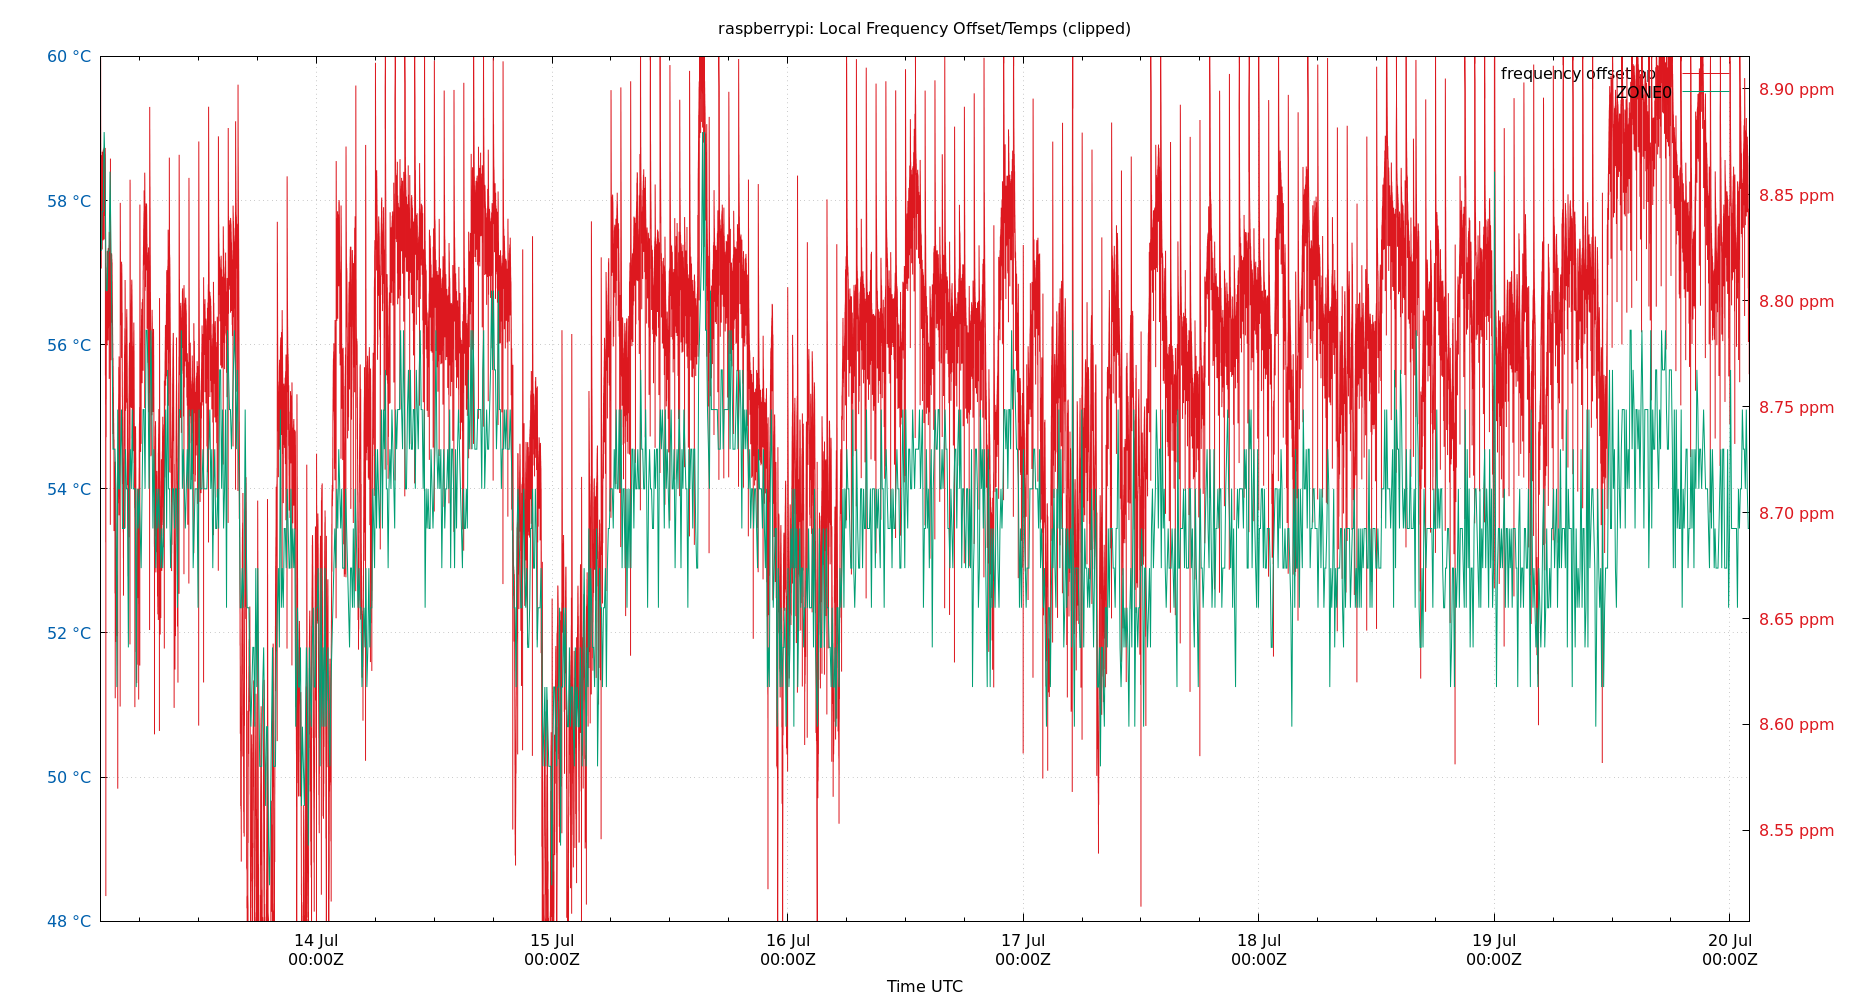 raspberrypi: Local Frequency Offset/Temps (clipped)
60 °C
58 °C
56 °C
54 °C
52 °C
50 °C
48 °C
frequency offset pp
ZONE0
8.90 ppm
8.85 ppm
8.80 ppm
8.75 ppm
8.70 ppm
8.65 ppm
8.60 ppm
8.55 ppm
14 Jul
00:00Z
15 Jul
00:00Z
16 Jul
00:00Z
17 Jul
00:00Z
18 Jul
00:00Z
19 Jul
00:00Z
20 Jul
00:00Z
Time UTC